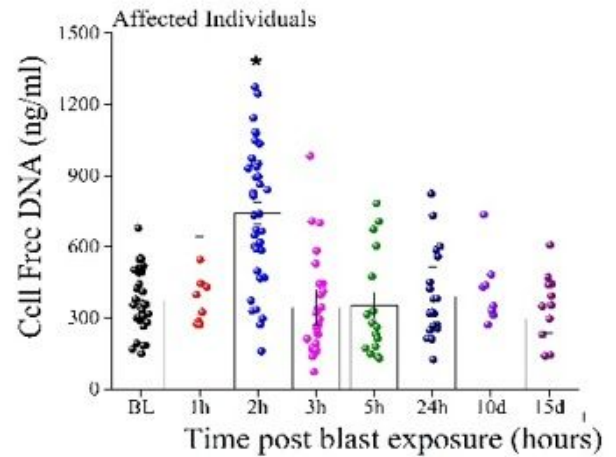 Affected Individuals
*
1500
1200
900
600
300
0
Cell Free DNA (ng/ml)
BL 1h 2h 3h 5h 24h 10d 15d
Time post blast exposure (hours)